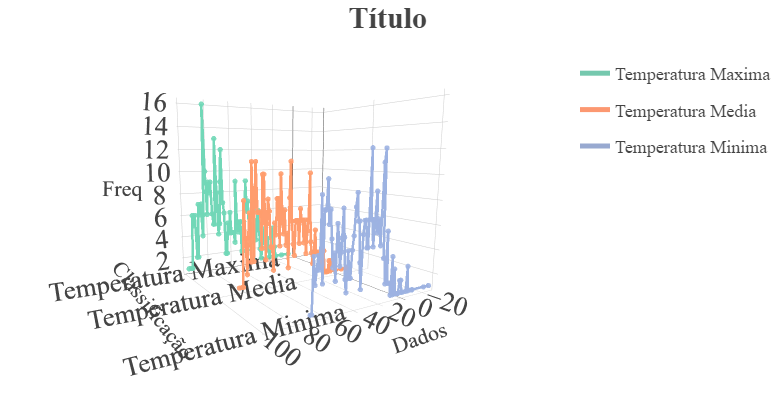 Título
Temperatura Maxima
Temperatura Media
Temperatura Minima
16
14
12
10
8
6
4
2
Freq
Temperatura Maxima
Temperatura Media
Temperatura Minima
Classificação
100
80
60
40
20
0
−20
Dados